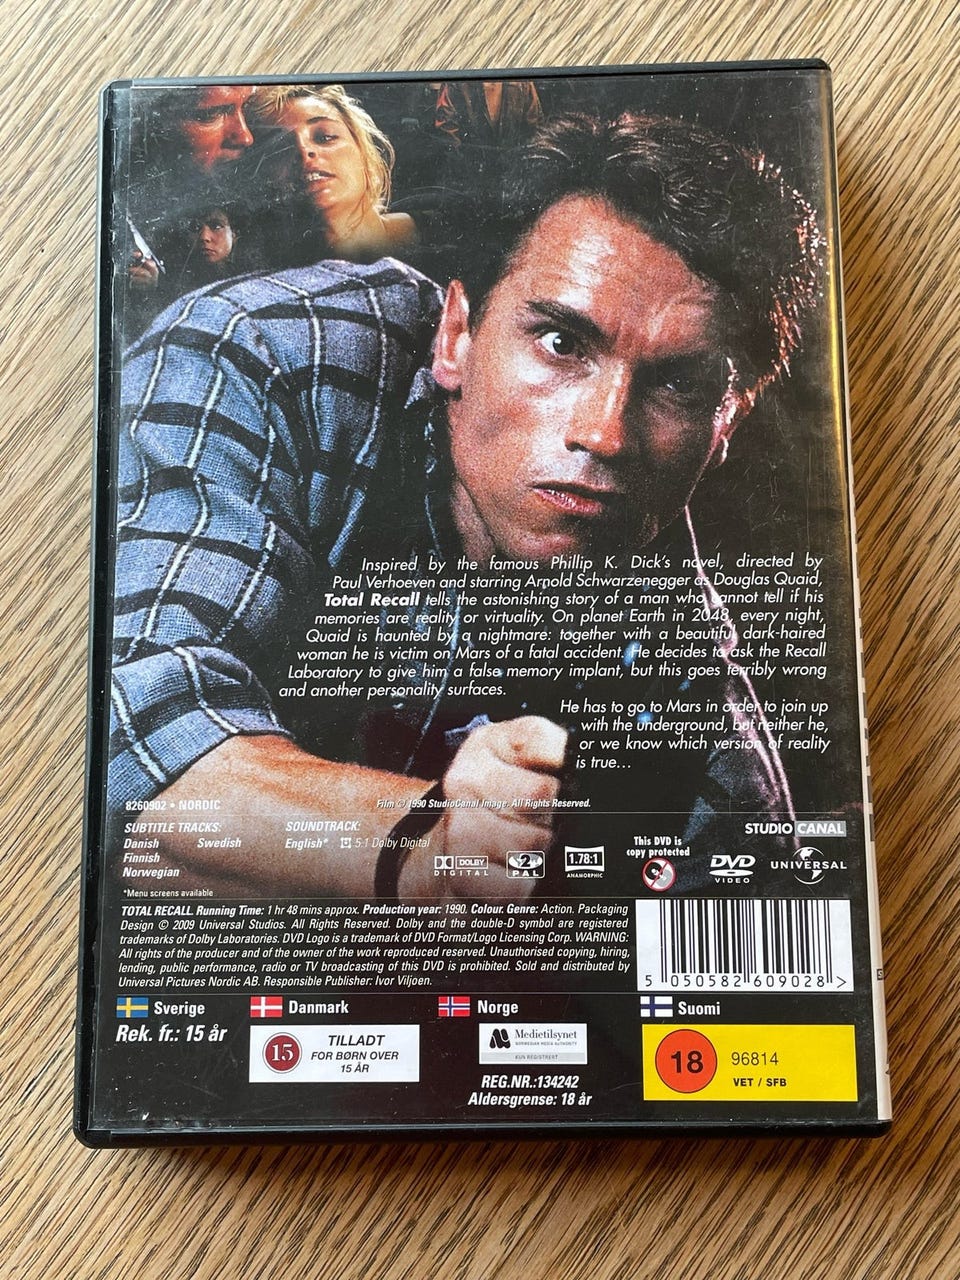 Inspired by the famous Phillip K. Dick's novel, directed by
Paul Verhoeven and starring Arnold Schwarzenegger as Douglas Quaid,
Total Recall tells the astonishing story of a man who cannot tell if his
memories are reality or virtuality. On planet Earth in 2048, every night,
Quaid is haunted by a nightmare: together with a beautiful dark-haired
woman he is victim on Mars of a fatal accident. He decides to ask the Recall
Laboratory to give him a false memory implant, but this goes terribly wrong
and another personality surfaces.
He has to go to Mars in order to join up
with the underground, but neither he,
or we know which version of reality
is true...
8260902 • NORDIC
Film © 1990 StudioCanal Image. All Rights Reserved.
SUBTITLE TRACKS:
Danish Swedish
Finnish
Norwegian
*Menu screens available
SOUNDTRACK:
English* 5:1 Dolby Digital
DOLBY
DIGITAL
2
PAL
1.78:1
ANAMORPHIC
This DVD is
copy protected
STUDIO CANAL
DVD
VIDEO
UNIVERSAL
TOTAL RECALL. Running Time: 1 hr 48 mins approx. Production year: 1990. Colour. Genre: Action. Packaging
Design © 2009 Universal Studios. All Rights Reserved. Dolby and the double-D symbol are registered
trademarks of Dolby Laboratories. DVD Logo is a trademark of DVD Format/Logo Licensing Corp. WARNING:
All rights of the producer and of the owner of the work reproduced reserved. Unauthorised copying, hiring,
lending, public performance, radio or TV broadcasting of this DVD is prohibited. Sold and distributed by
Universal Pictures Nordic AB. Responsible Publisher: Ivor Viljoen.
5 050582 609028 >
Sverige
Rek. fr.: 15 år
Danmark
15
TILLADT
FOR BØRN OVER
15 ÅR
Norge
Medietilsynet
NORWEGIAN MEDIA AUTHORITY
KUN REGISTRERT
REG.NR.:134242
Aldersgrense: 18 år
Suomi
18
96814
VET / SFB